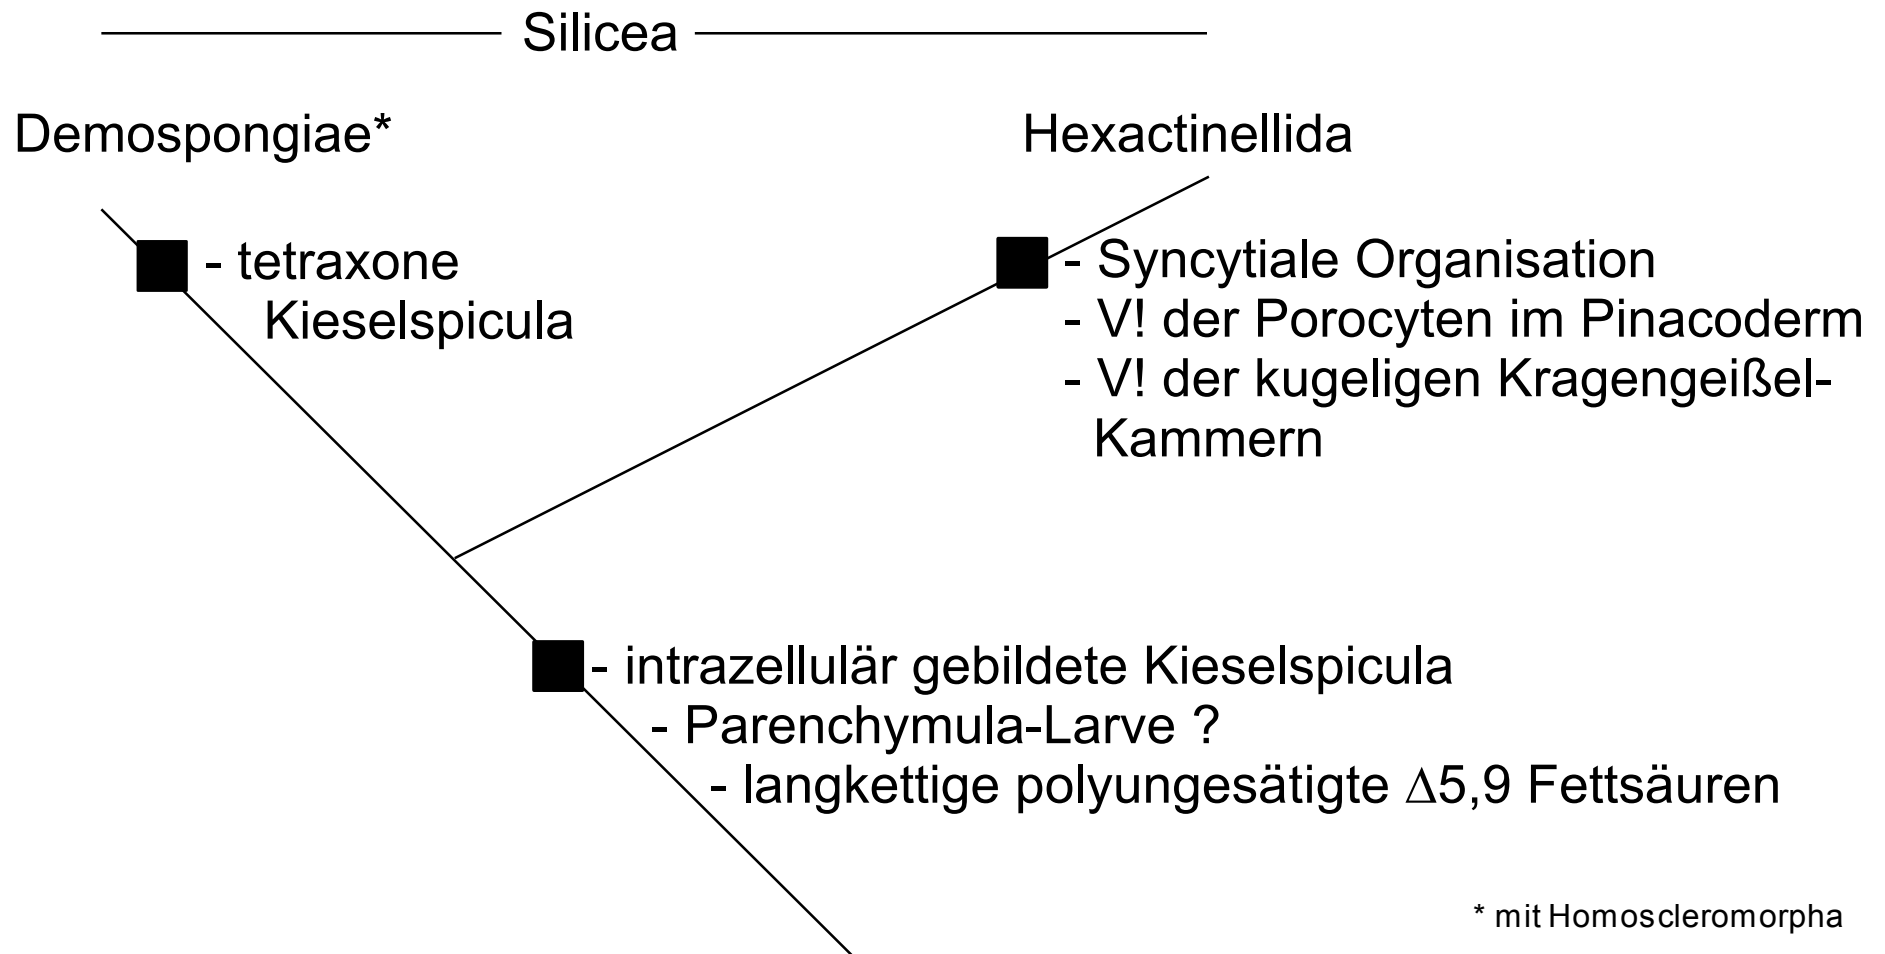 Silicea
Demospongiae*
Hexactinellida
- tetraxone
Kieselspicula
- Syncytiale Organisation
- V! der Porocyten im Pinacoderm
- V! der kugeligen Kragengeißel-
Kammern
- intrazellulär gebildete Kieselspicula
- Parenchymula-Larve ?
- langkettige polyungesätigte Δ5,9 Fettsäuren
* mit Homoscleromorpha